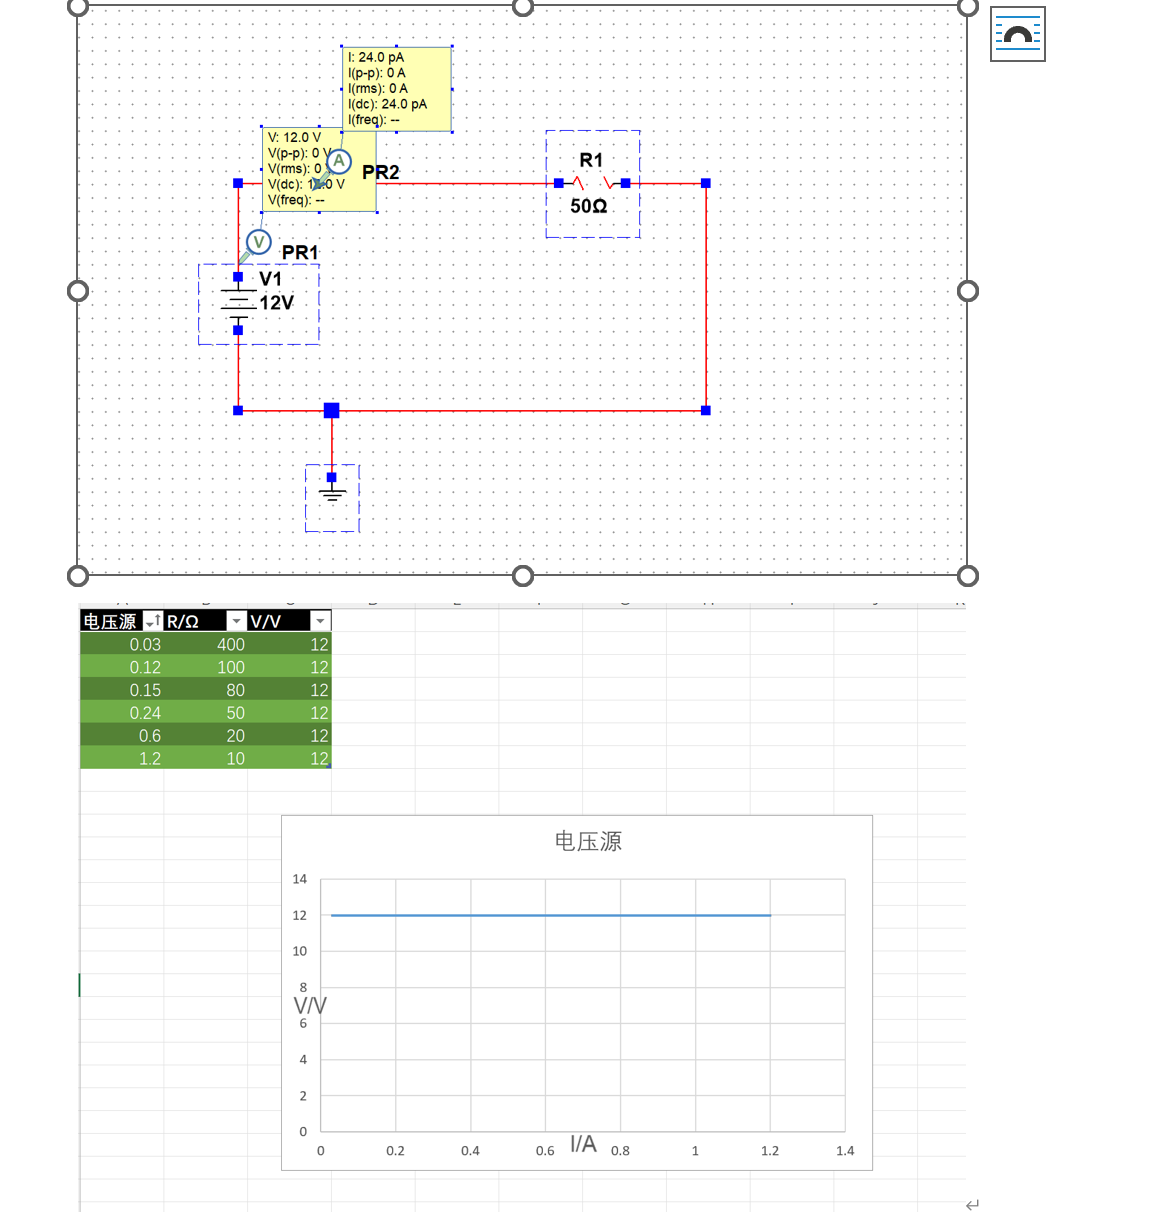 I: 24.0 pA
I(p-p): 0 A
I(rms): 0 A
I(dc): 24.0 pA
I(freq): --
V: 12.0 V
V(p-p): 0 V
V(rms): 0
V(dc): 0 V
V(freq): --
A
PR2
R1
50Ω
V
PR1
V1
12V
电压源 R/Ω V/V
0.03 400 12
0.12 100 12
0.15 80 12
0.24 50 12
0.6 20 12
1.2 10 12
电压源
14
12
10
8
V/V
6
4
2
0
0 0.2 0.4 0.6 I/A 0.8 1 1.2 1.4